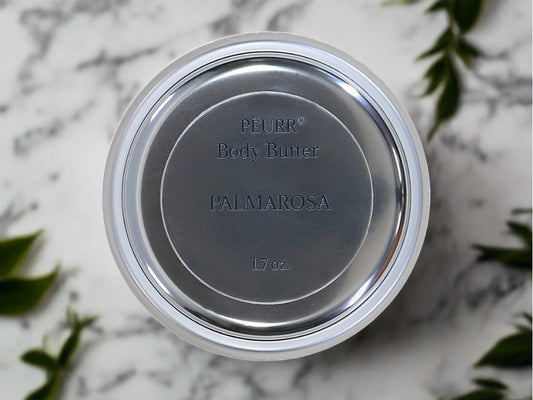 PËURR®
Body Butter
PALMAROSA
1.7 oz.